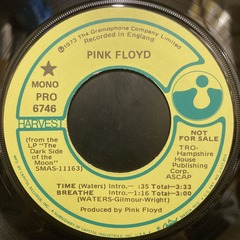 ℗1973 The Gramophone Company Limited
Recorded in England
PINK FLOYD
MONO
PRO
6746
HARVEST
(from the
LP "The
Dark Side
of the
Moon"
SMAS-11163)
NOT
FOR SALE
TRO-
Hampshire
House
Publishing
Corp.
ASCAP
TIME (Waters) Intro.—:35 Total—3:33
BREATHE Intro.—1:16 Total—3:00
(WATERS-Gilmour-Wright)
Produced by Pink Floyd